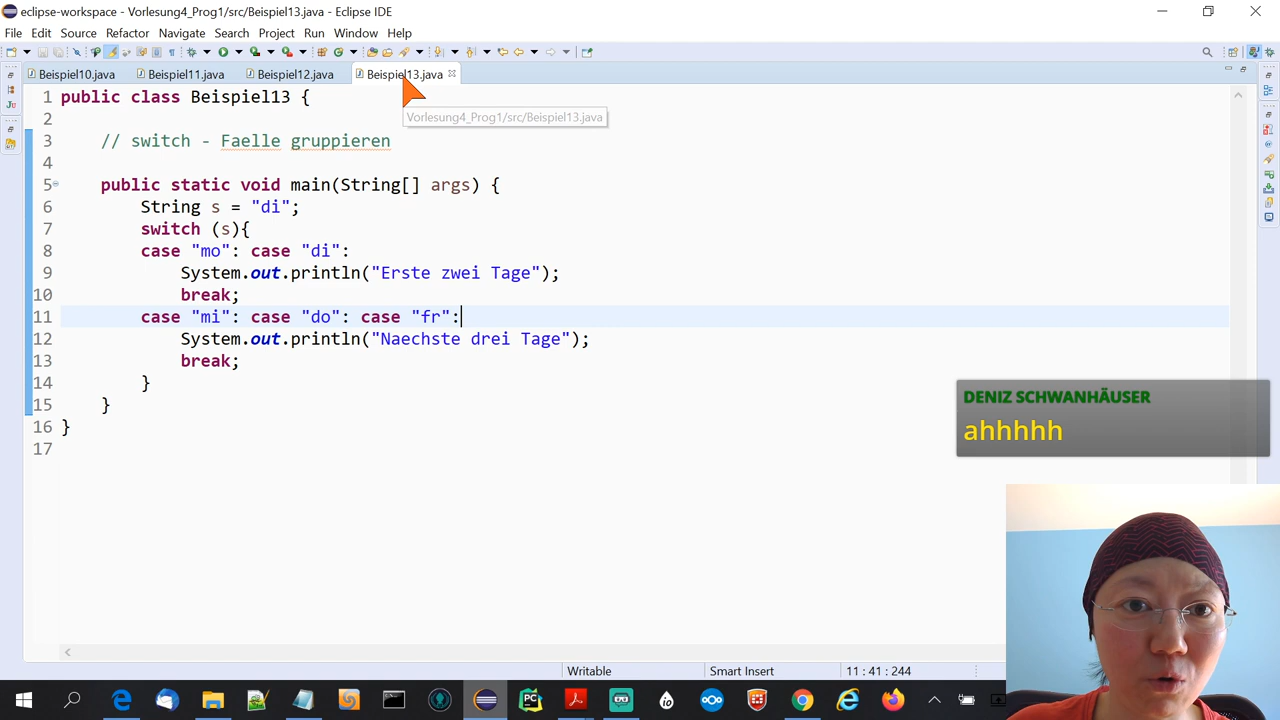 eclipse-workspace - Vorlesung4_Prog1/src/Beispiel13.java - Eclipse IDE
File Edit Source Refactor Navigate Search Project Run Window Help
Beispiel10.java Beispiel11.java Beispiel12.java Beispiel13.java
Vorlesung4_Prog1/src/Beispiel13.java
1 public class Beispiel13 {
2
3 // switch - Faelle gruppieren
4
5 public static void main(String[] args) {
6 String s = "di";
7 switch (s){
8 case "mo": case "di":
9 System.out.println("Erste zwei Tage");
10 break;
11 case "mi": case "do": case "fr":
12 System.out.println("Naechste drei Tage");
13 break;
14 }
15 }
16 }
17
DENIZ SCHWANHÄUSER
ahhhhh
Writable Smart Insert 11 : 41 : 244